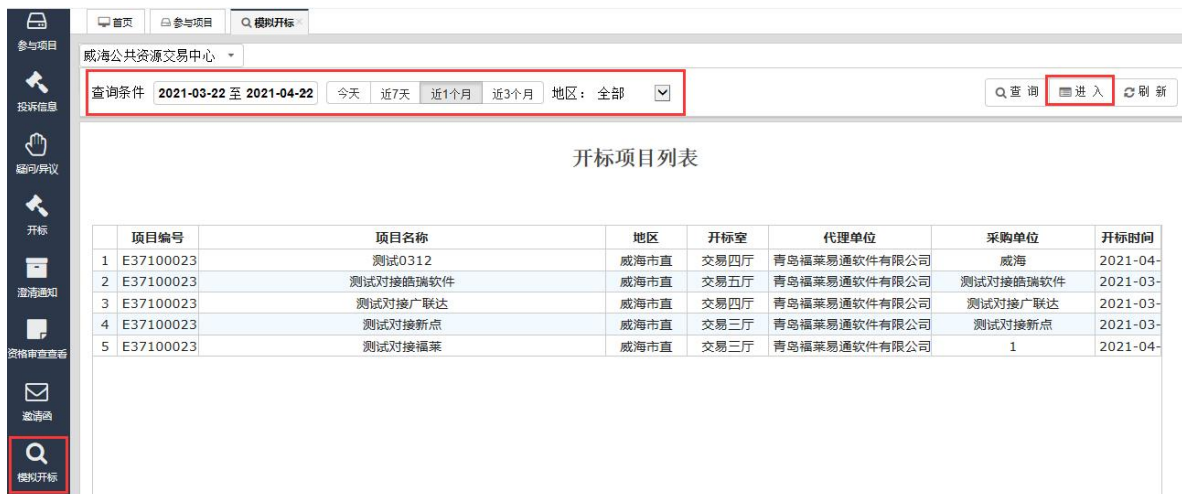 首页 参与项目 模拟开标
参与项目
投诉信息
疑问/异议
开标
澄清通知
资格审查查看
邀请函
模拟开标
威海公共资源交易中心
查询条件 2021-03-22 至 2021-04-22 今天 近7天 近1个月 近3个月 地区： 全部 查 询 进 入 刷 新
开标项目列表
项目编号 项目名称 地区 开标室 代理单位 采购单位 开标时间
1 E37100023 测试0312 威海市直 交易四厅 青岛福莱易通软件有限公司 威海 2021-04-
2 E37100023 测试对接皓瑞软件 威海市直 交易五厅 青岛福莱易通软件有限公司 测试对接皓瑞软件 2021-03-
3 E37100023 测试对接广联达 威海市直 交易四厅 青岛福莱易通软件有限公司 测试对接广联达 2021-03-
4 E37100023 测试对接新点 威海市直 交易三厅 青岛福莱易通软件有限公司 测试对接新点 2021-03-
5 E37100023 测试对接福莱 威海市直 交易三厅 青岛福莱易通软件有限公司 1 2021-04-